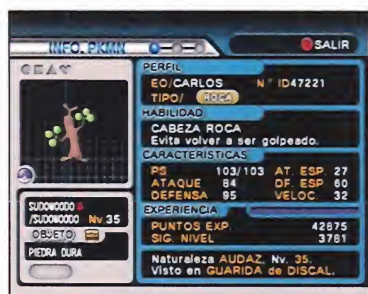 INFO. PKMN
SALIR
PERFIL
EO/CARLOS N° ID47221
TIPO/ ROCA
HABILIDAD
CABEZA ROCA
Evita volver a ser golpeado.
CARACTERÍSTICAS
PS 103/103 AT. ESP. 27
ATAQUE 84 DF. ESP 60
DEFENSA 95 VELOC. 32
EXPERIENCIA
PUNTOS EXP. 42875
SIG. NIVEL 3781
Naturaleza AUDAZ, Nv. 35.
Visto en GUARIDA de DISCAL.
SUDOWOODO
/SUDOWOODO Nv.35
OBJETO
PIEDRA DURA